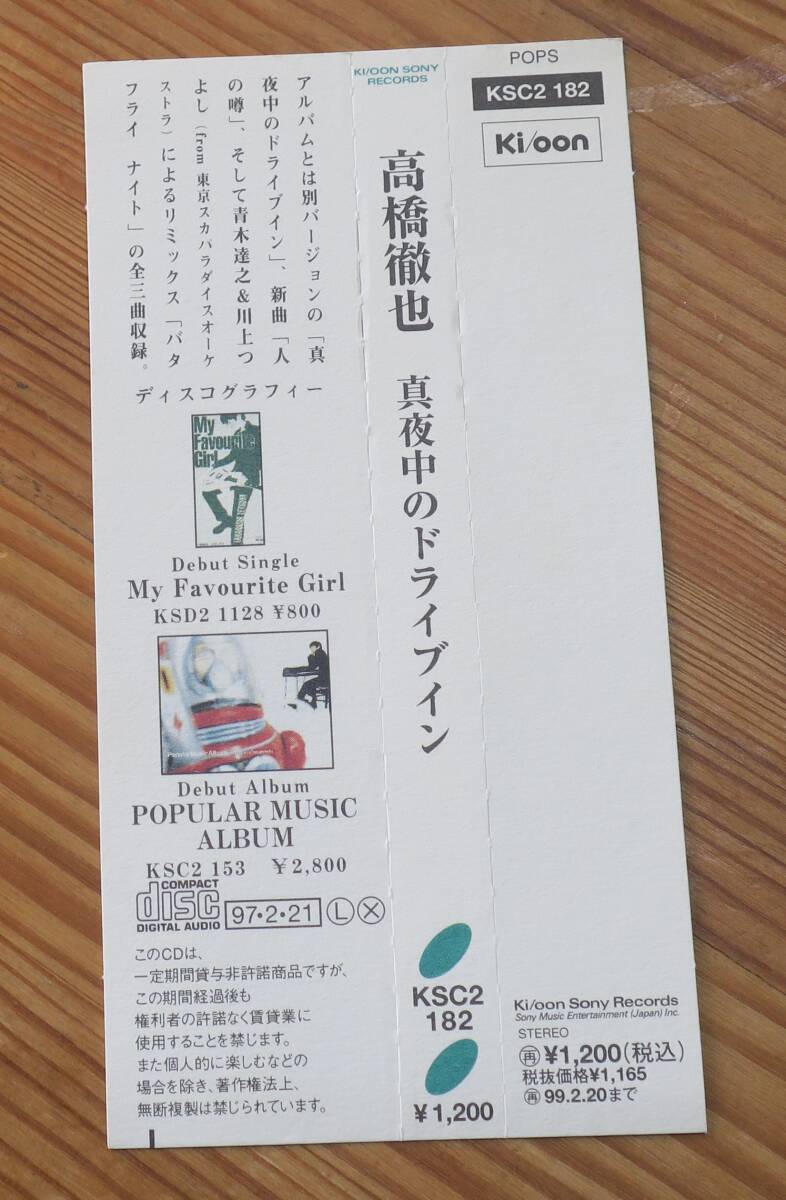 アルバムとは別バージョンの「真
夜中のドライブイン」、新曲「人
の噂」、そして青木達之&川上つ
よし(from 東京スカパラダイスオーケ
ストラ)によるリミックス「バタ
フライ ナイト」の全三曲収録。
ディスコグラフィー
My
Favourite
Girl
Debut Single
My Favourite Girl
KSD2 1128 ¥800
Popular Music Album
Debut Album
POPULAR MUSIC
ALBUM
KSC2 153 ¥2,800
COMPACT
disc
DIGITAL AUDIO
97・2・21 Ⓛ Ⓧ
このCDは、
一定期間貸与非許諾商品ですが、
この期間経過後も
権利者の許諾なく賃貸業に
使用することを禁じます。
また個人的に楽しむなどの
場合を除き、著作権法上、
無断複製は禁じられています。
KI/OON SONY
RECORDS
高橋徹也 真夜中のドライブイン
KSC2
182
¥1,200
POPS
KSC2 182
Ki/oon
Ki/oon Sony Records
Sony Music Entertainment (Japan) Inc.
STEREO
㊣¥1,200(税込)
税抜価格¥1,165
再99.2.20まで